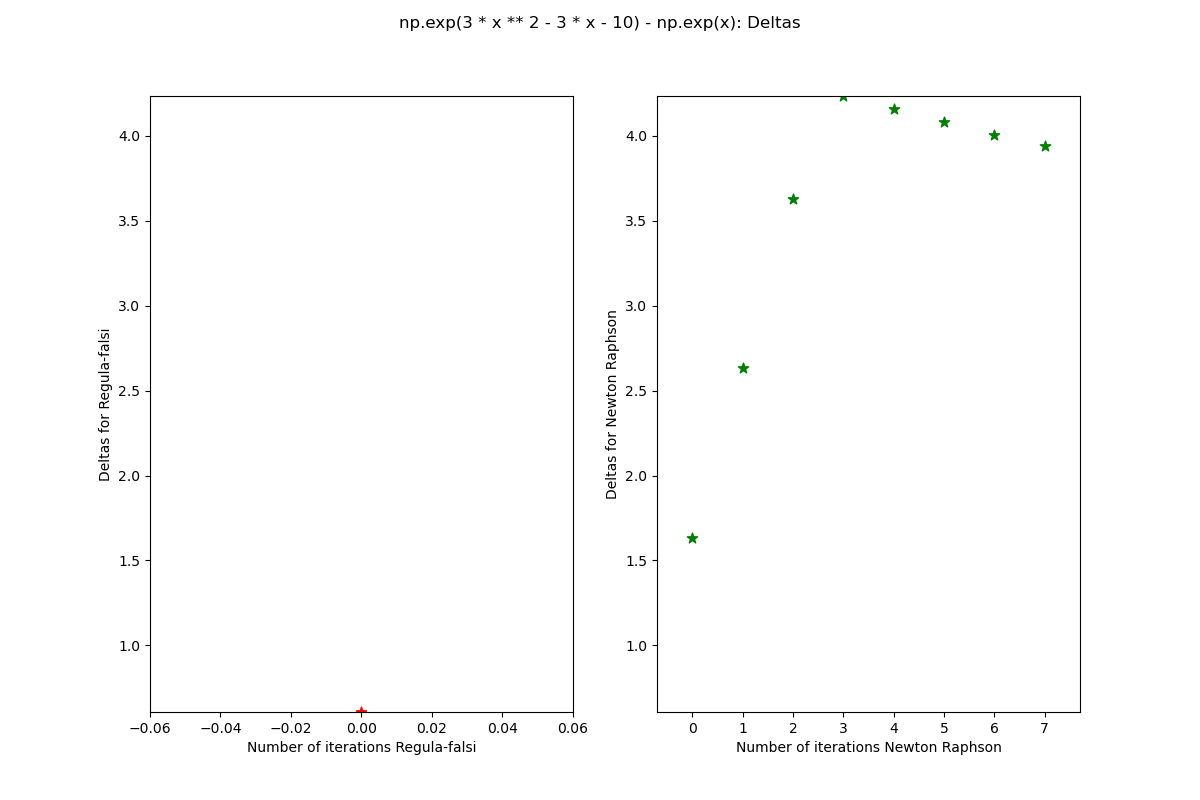 np.exp(3 * x ** 2 - 3 * x - 10) - np.exp(x): Deltas
4.0
3.5
3.0
2.5
2.0
1.5
1.0
Deltas for Regula-falsi
−0.06 −0.04 −0.02 0.00 0.02 0.04 0.06
Number of iterations Regula-falsi
4.0
3.5
3.0
2.5
2.0
1.5
1.0
Deltas for Newton Raphson
0 1 2 3 4 5 6 7
Number of iterations Newton Raphson